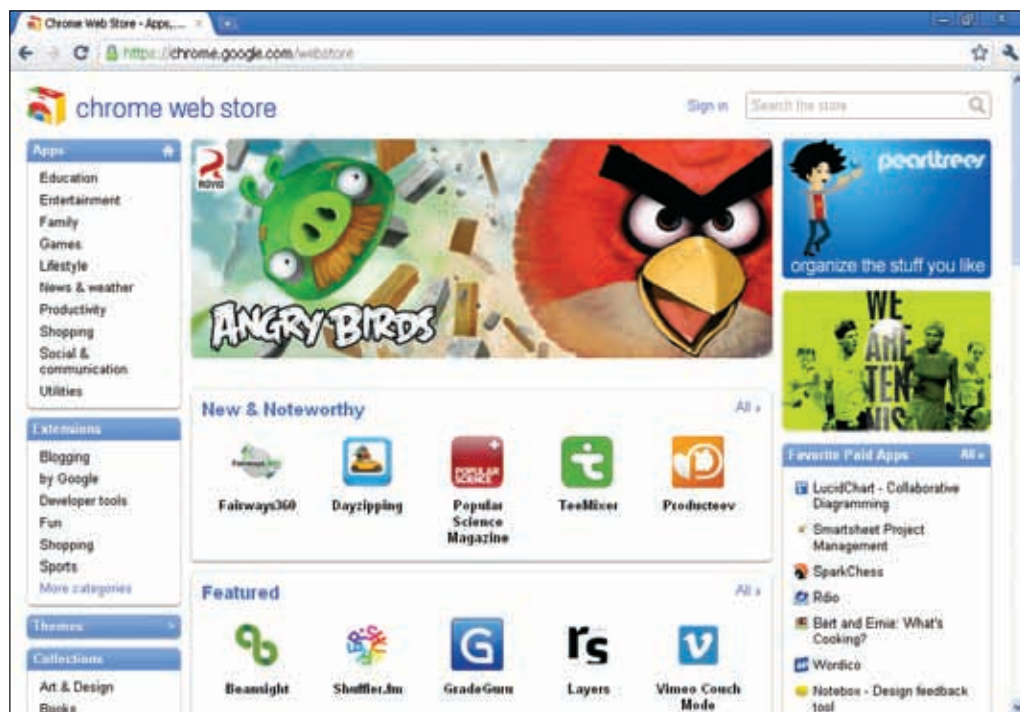 Chrome Web Store - Apps, ...
https://chrome.google.com/webstore
chrome web store
Sign in
Search the store
Apps
Education
Entertainment
Family
Games
Lifestyle
News & weather
Productivity
Shopping
Social &
communication
Utilities
Extensions
Blogging
by Google
Developer tools
Fun
Shopping
Sports
More categories
Themes
Collections
Art & Design
Books
ROVIO
ANGRY BIRDS
New & Noteworthy
All »
Fairways360
Dayzipping
POPULAR
SCIENCE
Popular
Science
Magazine
TeeMixer
Producteev
Featured
All »
Beansight
Shuffler.fm
G
GradeGuru
rs
Layers
Vimeo Couch
Mode
pearltrees
organize the stuff you like
WE
ARE
TEN
NIS
Favorite Paid Apps
All »
LucidChart - Collaborative
Diagramming
Smartsheet Project
Management
SparkChess
Rdio
Bert and Ernie: What's
Cooking?
Wordico
Notebox - Design feedback
tool